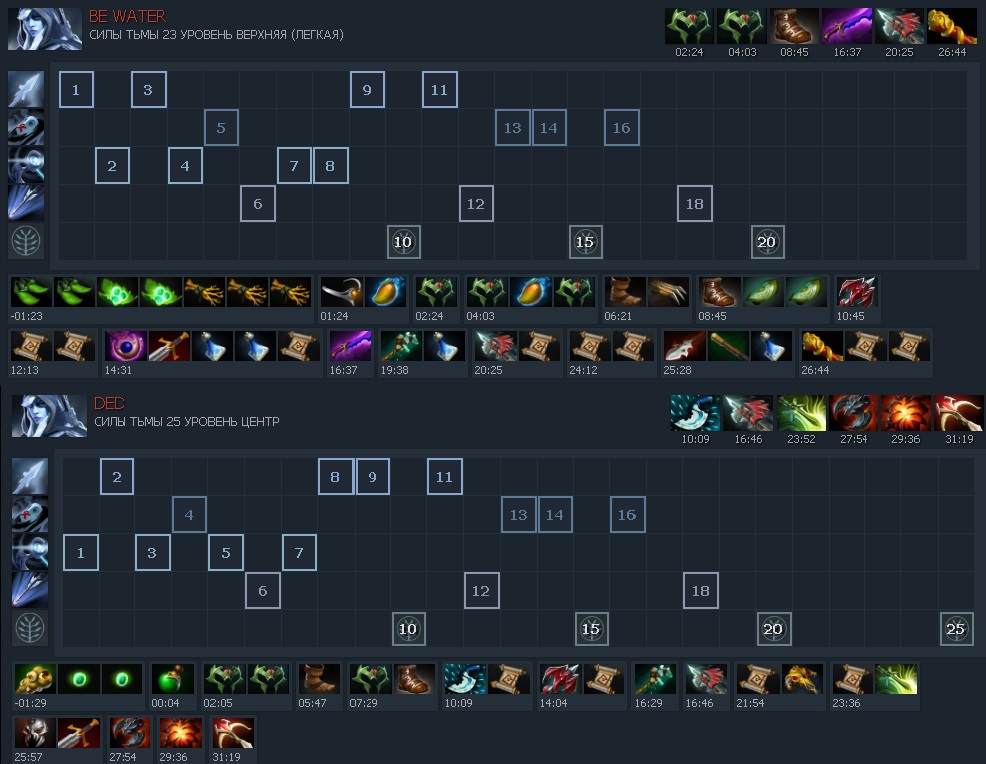 BE WATER
СИЛЫ ТЬМЫ 23 УРОВЕНЬ ВЕРХНЯЯ (ЛЕГКАЯ)
02:24 04:03 08:45 16:37 20:25 26:44
1 3 9 11
5 13 14 16
2 4 7 8
6 12 18
10 15 20
-01:23 01:24 02:24 04:03 06:21 08:45 10:45
12:13 14:31 16:37 19:38 20:25 24:12 25:28 26:44
DED
СИЛЫ ТЬМЫ 25 УРОВЕНЬ ЦЕНТР
10:09 16:46 23:52 27:54 29:36 31:19
2 8 9 11
4 13 14 16
1 3 5 7
6 12 18
10 15 20 25
-01:29 00:04 02:05 05:47 07:29 10:09 14:04 16:29 16:46 21:54 23:36
25:57 27:54 29:36 31:19